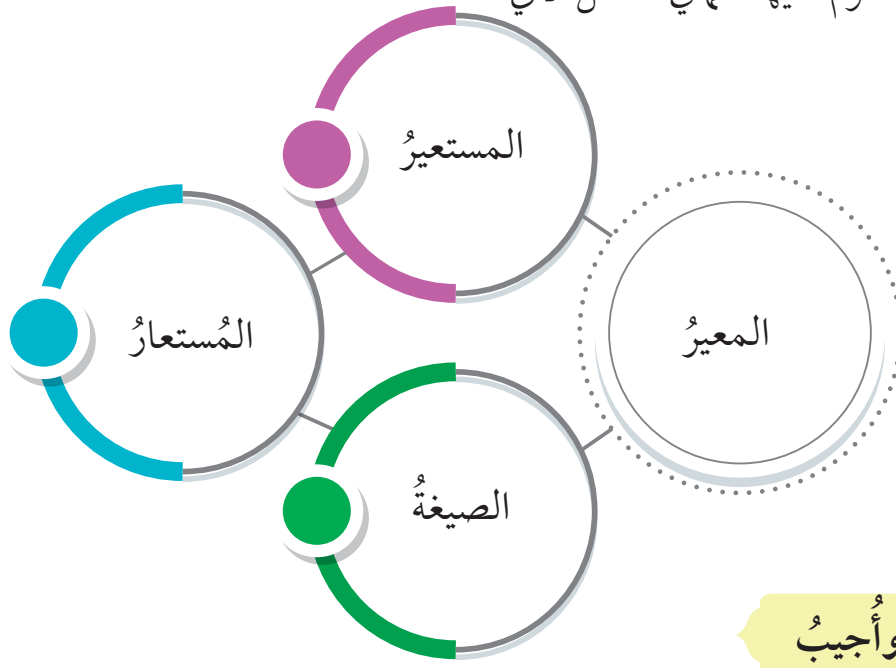 المستعيرُ
المعيرُ
المُستعارُ
الصيغةُ
وأُجيبُ